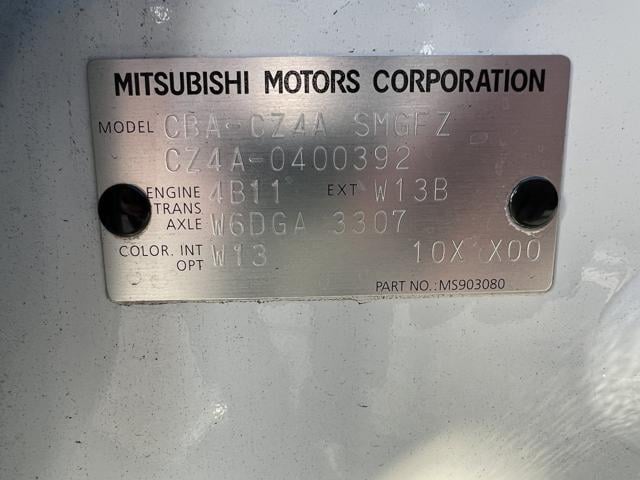 MITSUBISHI MOTORS CORPORATION
MODEL CBA-CZ4A SMGFZ
CZ4A-0400392
ENGINE 4B11 EXT W13B
TRANS AXLE W6DGA 3307
COLOR. INT OPT W13 10X X00
PART NO.:MS903080